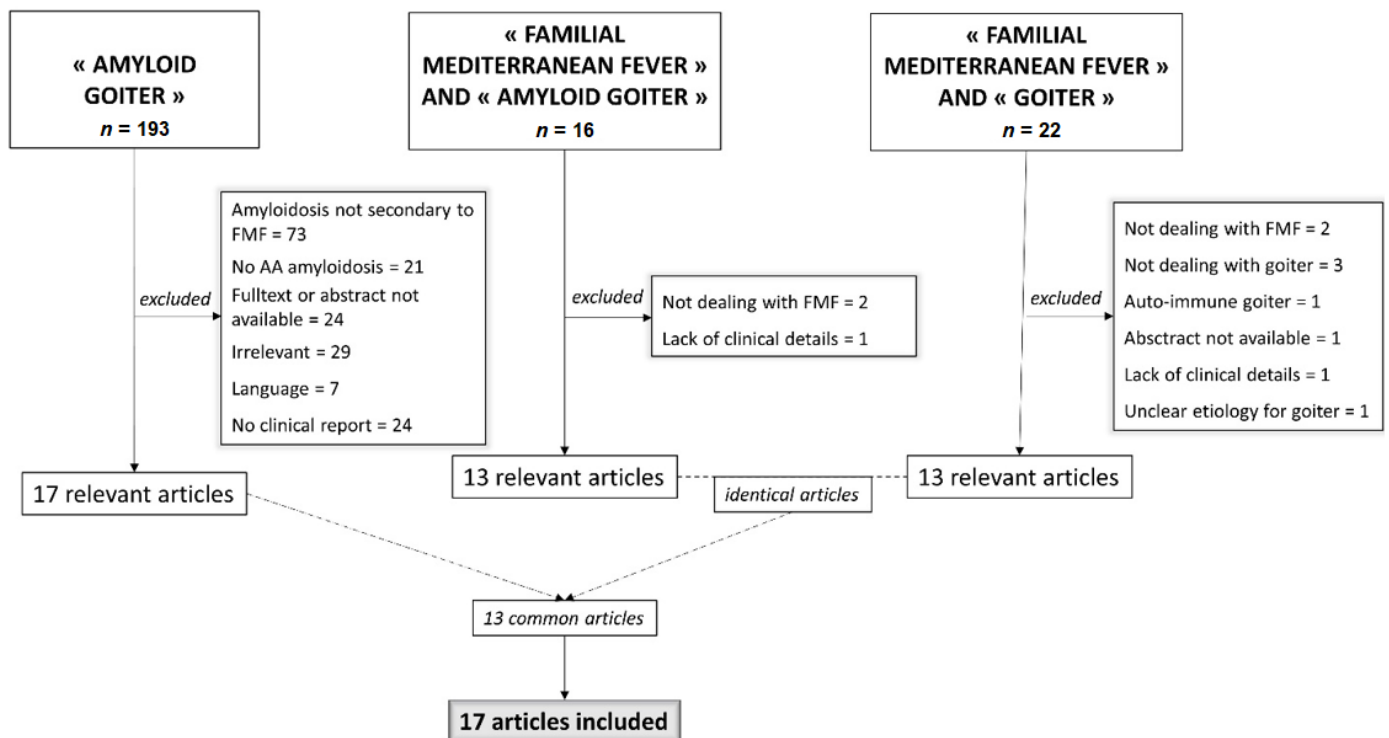 « AMYLOID
GOITER »
n = 193
« FAMILIAL
MEDITERRANEAN FEVER »
AND « AMYLOID GOITER »
n = 16
« FAMILIAL
MEDITERRANEAN FEVER »
AND « GOITER »
n = 22
excluded
Amyloidosis not secondary to
FMF = 73
No AA amyloidosis = 21
Fulltext or abstract not
available = 24
Irrelevant = 29
Language = 7
No clinical report = 24
excluded
Not dealing with FMF = 2
Lack of clinical details = 1
excluded
Not dealing with FMF = 2
Not dealing with goiter = 3
Auto-immune goiter = 1
Absctract not available = 1
Lack of clinical details = 1
Unclear etiology for goiter = 1
17 relevant articles
13 relevant articles
identical articles
13 relevant articles
13 common articles
17 articles included